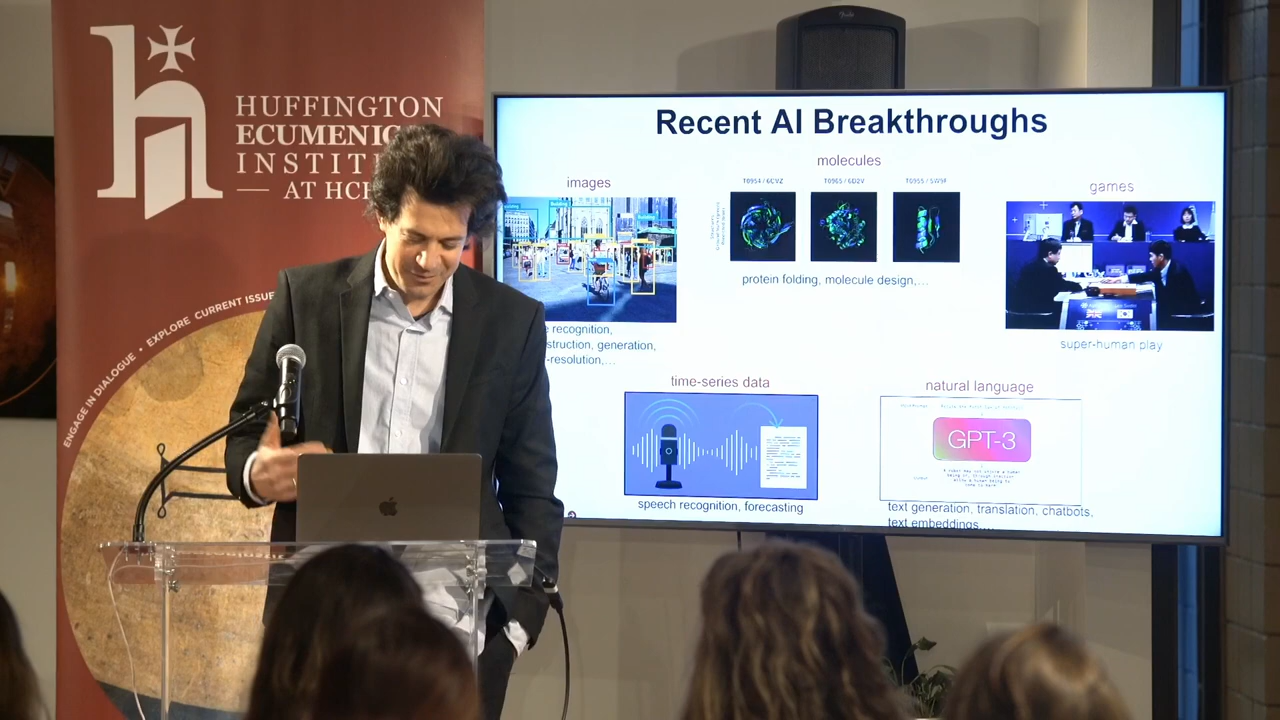 HUFFINGTON
ECUMENIC
INSTIT
— AT HCH
ENGAGE IN DIALOGUE • EXPLORE CURRENT ISSUE
Fender
Recent AI Breakthroughs
molecules
images
games
T0954 / 6CVZ
T0965 / 6D2V
T0955 / 5W9F
protein folding, molecule design,...
e recognition,
struction, generation,
-resolution,...
super-human play
time-series data
natural language
GPT-3
speech recognition, forecasting
text generation, translation, chatbots,
text embeddings,...